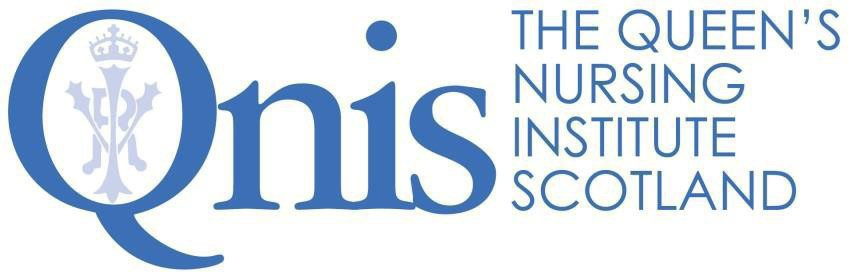 Qnis
THE QUEEN'S
NURSING
INSTITUTE
SCOTLAND